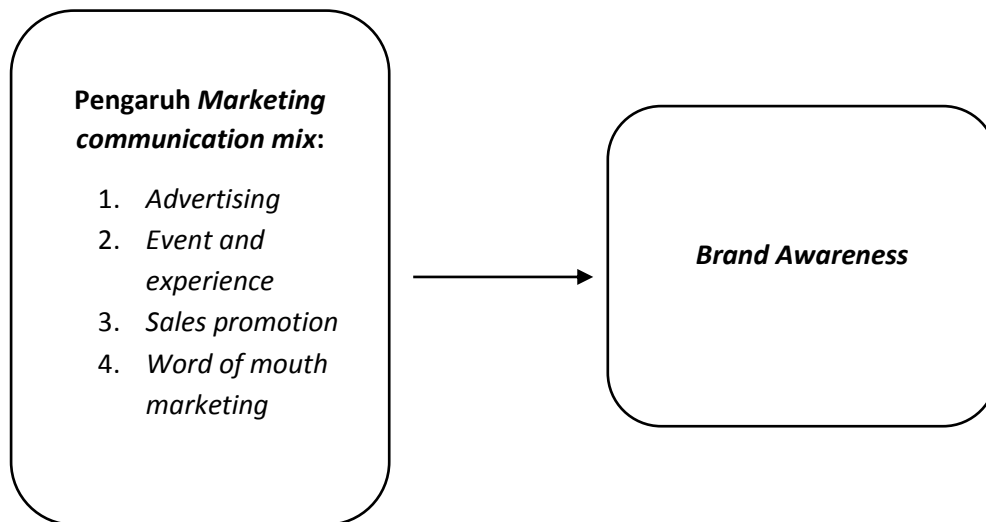 Pengaruh Marketing
communication mix:
1. Advertising
2. Event and
experience
3. Sales promotion
4. Word of mouth
marketing
Brand Awareness